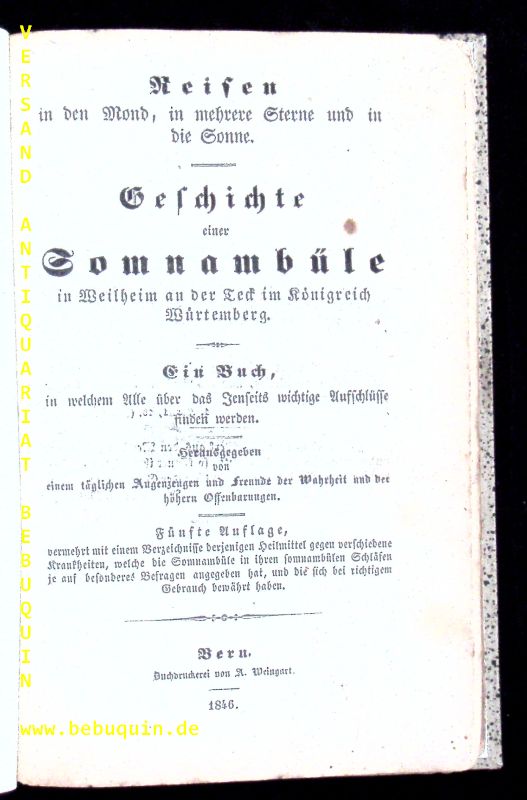 Reisen
in den Mond, in mehrere Sterne und in
die Sonne.
Geschichte
einer
Somnambüle
in Weilheim an der Teck im Königreich
Würtemberg.
Ein Buch,
in welchem Alle über das Jenseits wichtige Aufschlüsse
finden werden.
Herausgegeben
von
einem täglichen Augenzeugen und Freunde der Wahrheit und der
höhern Offenbarungen.
Fünfte Auflage,
vermehrt mit einem Verzeichnisse derjenigen Heilmittel gegen verschiedene
Krankheiten, welche die Somnambüle in ihren somnambülen Schlafen
je auf besonderes Befragen angegeben hat, und die sich bei richtigem
Gebrauch bewährt haben.
Bern.
Buchdruckerei von A. Weingart.
1846.
VERSAND ANTIQUARIAT BEBUQUIN
www.bebuquin.de